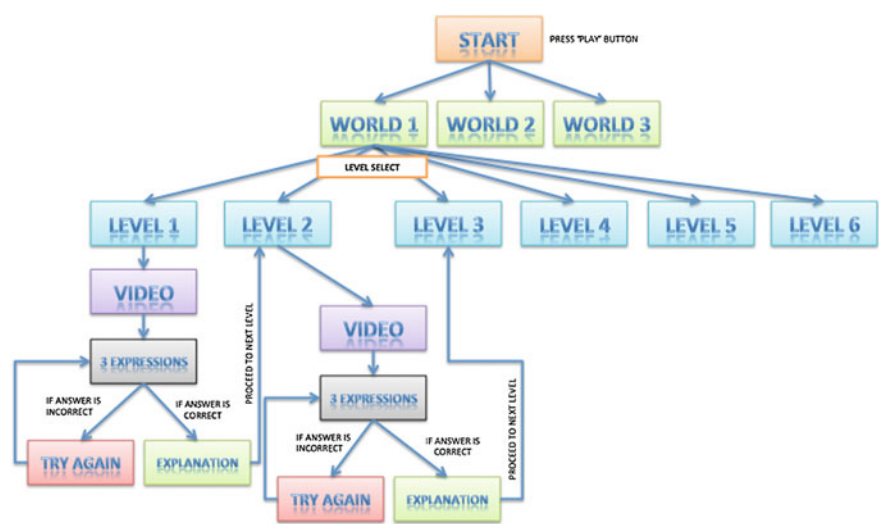 START
PRESS "PLAY" BUTTON
WORLD 1
WORLD 2
WORLD 3
LEVEL SELECT
LEVEL 1
LEVEL 2
LEVEL 3
LEVEL 4
LEVEL 5
LEVEL 6
VIDEO
3 EXPRESSIONS
IF ANSWER IS
INCORRECT
IF ANSWER IS
CORRECT
TRY AGAIN
EXPLANATION
PROCEED TO NEXT LEVEL
VIDEO
3 EXPRESSIONS
IF ANSWER IS
INCORRECT
IF ANSWER IS
CORRECT
TRY AGAIN
EXPLANATION
PROCEED TO NEXT LEVEL